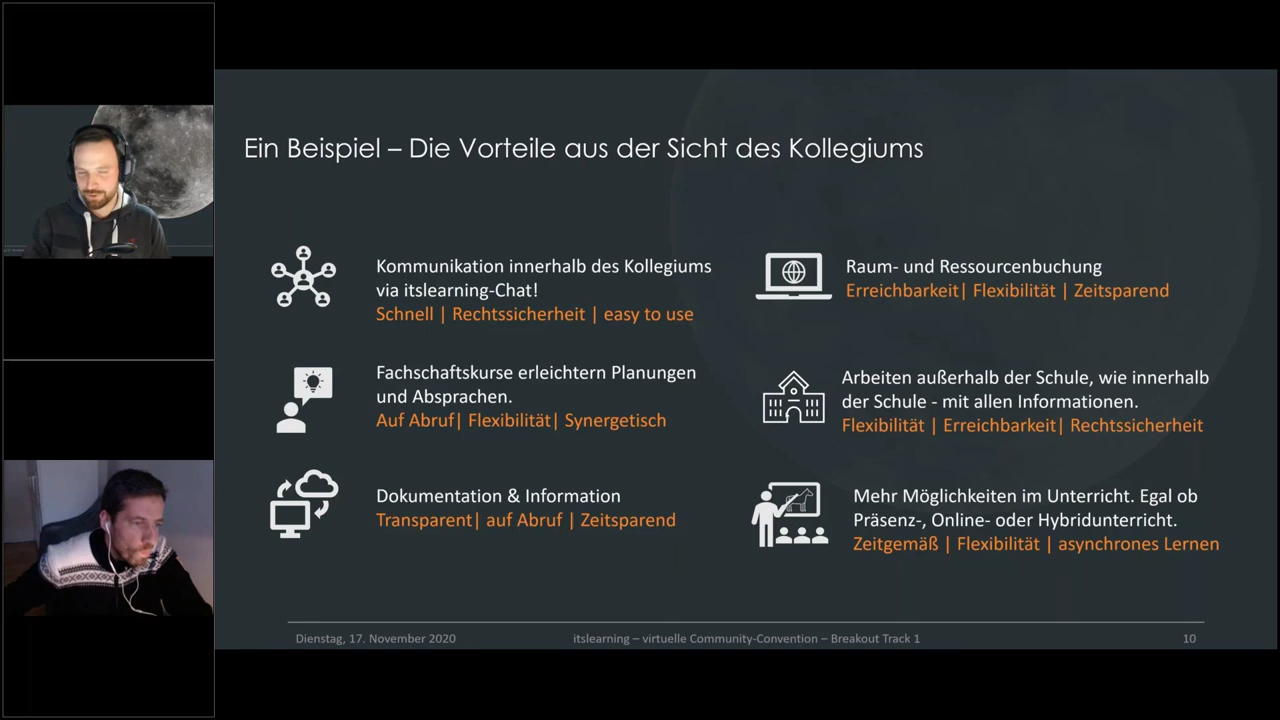 Ein Beispiel – Die Vorteile aus der Sicht des Kollegiums
Kommunikation innerhalb des Kollegiums
via itslearning-Chat!
Schnell | Rechtssicherheit | easy to use
Fachschaftskurse erleichtern Planungen
und Absprachen.
Auf Abruf| Flexibilität| Synergetisch
Dokumentation & Information
Transparent| auf Abruf | Zeitsparend
Raum- und Ressourcenbuchung
Erreichbarkeit| Flexibilität | Zeitsparend
Arbeiten außerhalb der Schule, wie innerhalb
der Schule - mit allen Informationen.
Flexibilität | Erreichbarkeit| Rechtssicherheit
Mehr Möglichkeiten im Unterricht. Egal ob
Präsenz-, Online- oder Hybridunterricht.
Zeitgemäß | Flexibilität | asynchrones Lernen
Dienstag, 17. November 2020
itslearning – virtuelle Community-Convention – Breakout Track 1
10